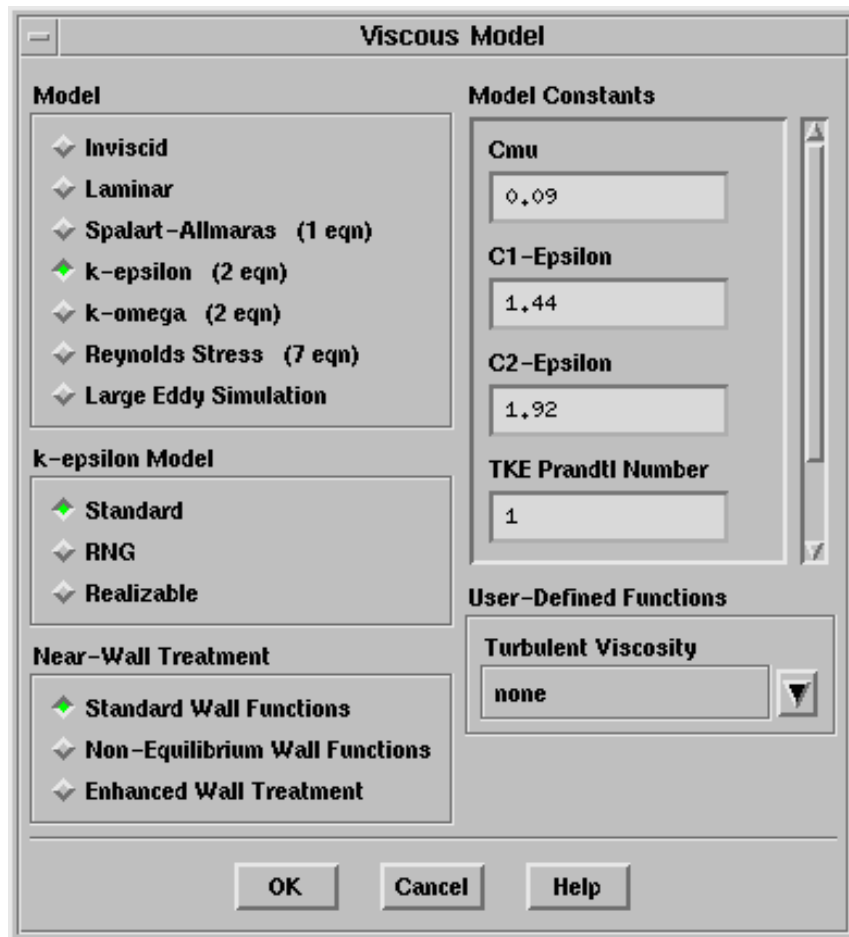 Viscous Model
Model
Inviscid
Laminar
Spalart-Allmaras (1 eqn)
k-epsilon (2 eqn)
k-omega (2 eqn)
Reynolds Stress (7 eqn)
Large Eddy Simulation
k-epsilon Model
Standard
RNG
Realizable
Near-Wall Treatment
Standard Wall Functions
Non-Equilibrium Wall Functions
Enhanced Wall Treatment
Model Constants
Cmu
0.09
C1-Epsilon
1.44
C2-Epsilon
1.92
TKE Prandtl Number
1
User-Defined Functions
Turbulent Viscosity
none
OK Cancel Help